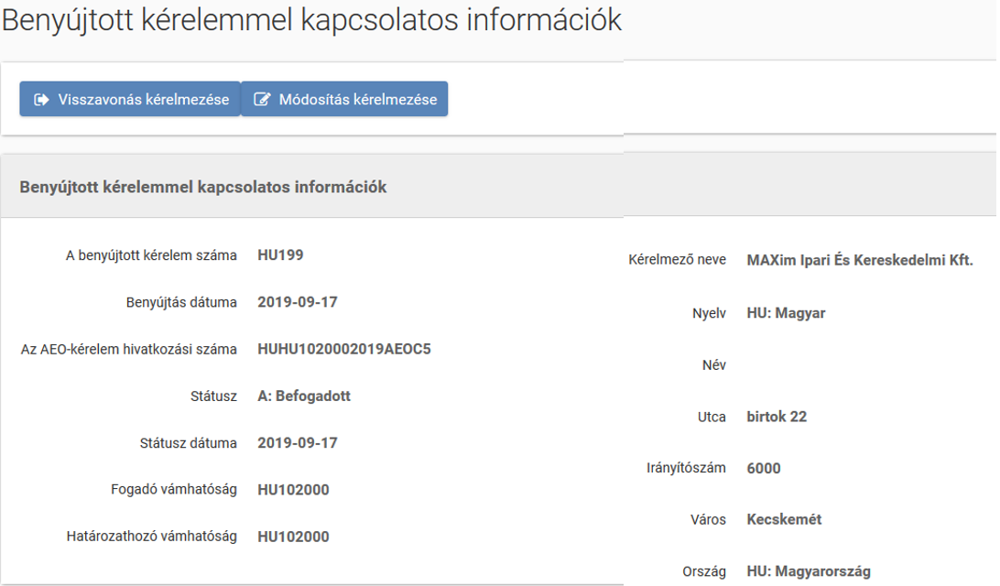 Benyújtott kérelemmel kapcsolatos információk
Visszavonás kérelmezése
Módosítás kérelmezése
Benyújtott kérelemmel kapcsolatos információk
A benyújtott kérelem száma HU199
Benyújtás dátuma 2019-09-17
Az AEO-kérelem hivatkozási száma HUHU1020002019AEOC5
Státusz A: Befogadott
Státusz dátuma 2019-09-17
Fogadó vámhatóság HU102000
Határozathozó vámhatóság HU102000
Kérelmező neve MAXim Ipari És Kereskedelmi Kft.
Nyelv HU: Magyar
Név
Utca birtok 22
Irányítószám 6000
Város Kecskemét
Ország HU: Magyarország